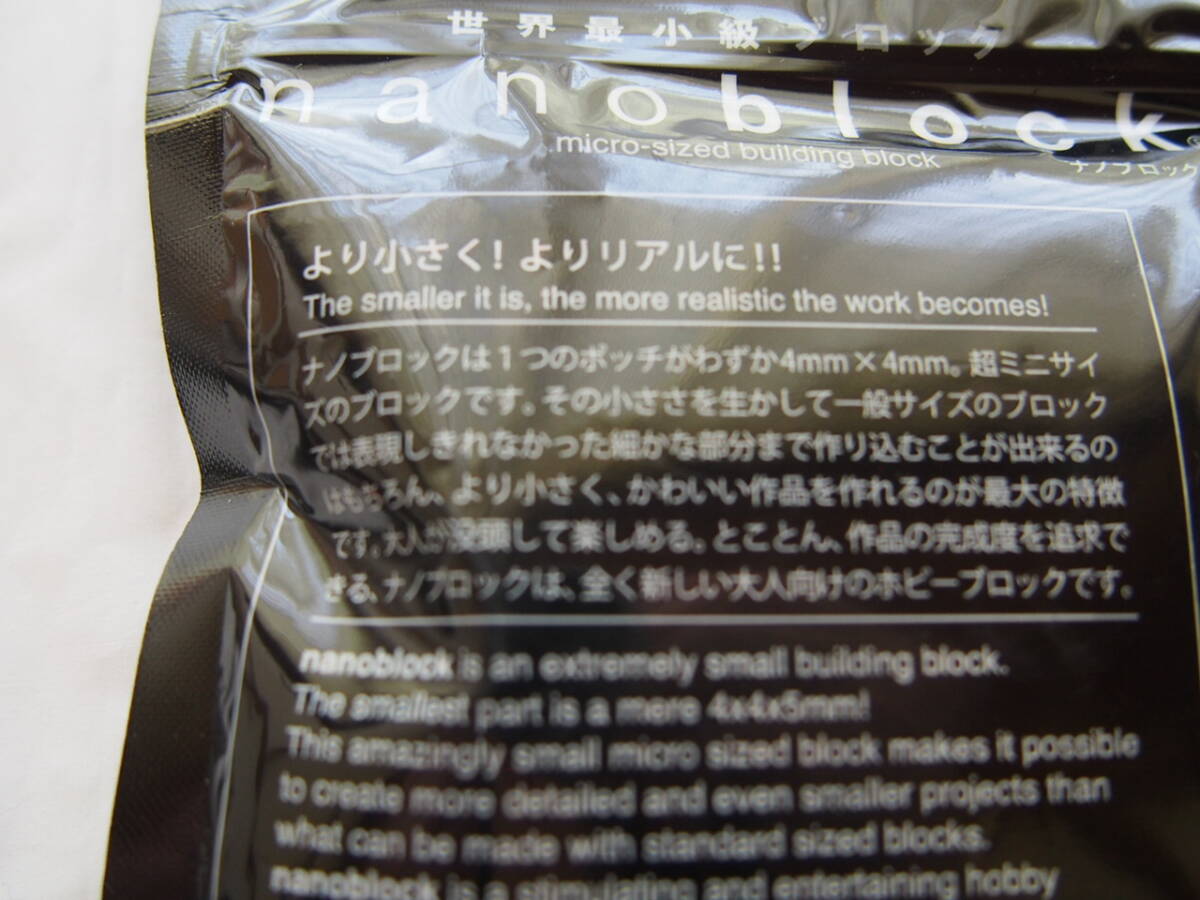 世界最小級ブロック
nanoblock
micro-sized building block
ナノブロック
より小さく！よりリアルに！！
The smaller it is, the more realistic the work becomes!
ナノブロックは１つのポッチがわずか4mm×4mm。超ミニサイ
ズのブロックです。その小ささを生かして一般サイズのブロック
では表現しきれなかった細かな部分まで作り込むことが出来るの
はもちろん、より小さく、かわいい作品を作れるのが最大の特徴
です。大人が没頭して楽しめる。とことん、作品の完成度を追求で
きる。ナノブロックは、全く新しい大人向けのホビーブロックです。
nanoblock is an extremely small building block.
The smallest part is a mere 4x4x5mm!
This amazingly small micro sized block makes it possible
to create more detailed and even smaller projects than
what can be made with standard sized blocks.
nanoblock is a stimulating and entertaining hobby